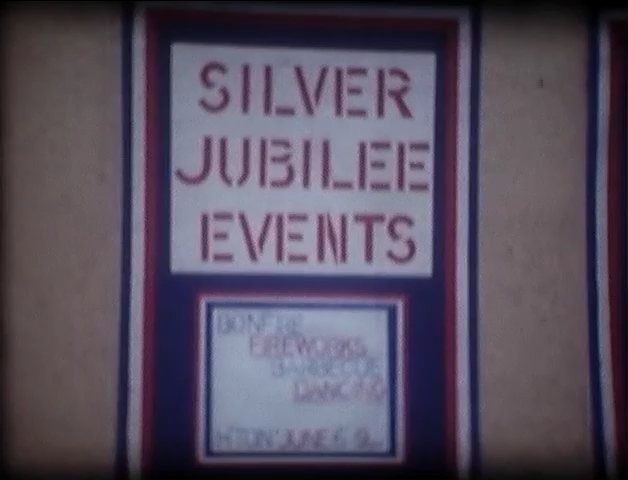 SILVER
JUBILEE
EVENTS
BONFIRE
FIREWORKS
BARBECUE
DANCING
JUNE 6